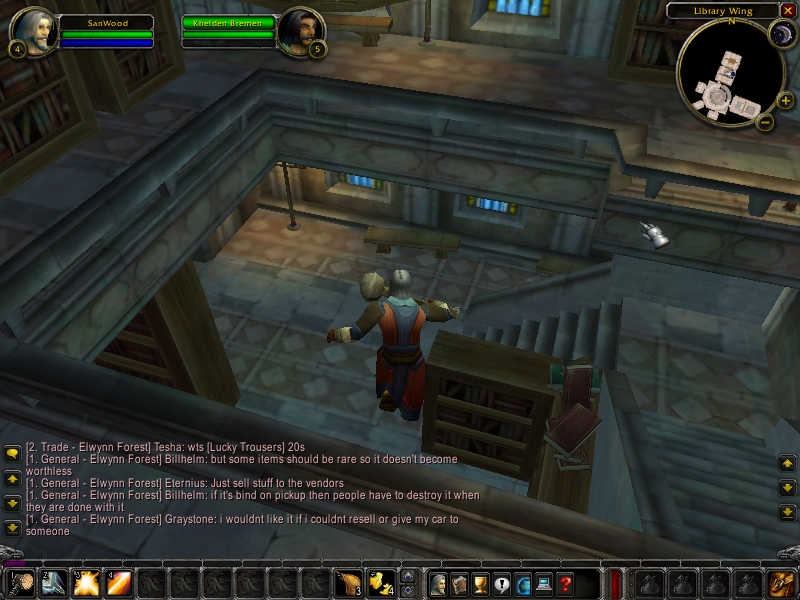 SanWood
4
Khelden Bremen
5
Library Wing
N
[2. Trade - Elwynn Forest] Tesha: wts [Lucky Trousers] 20s
[1. General - Elwynn Forest] Billhelm: but some items should be rare so it doesn't become
worthless
[1. General - Elwynn Forest] Eternius: Just sell stuff to the vendors
[1. General - Elwynn Forest] Billhelm: if it's bind on pickup then people have to destroy it when
they are done with it
[1. General - Elwynn Forest] Graystone: i wouldnt like it if i couldnt resell or give my car to
someone
2 3 4
3 4